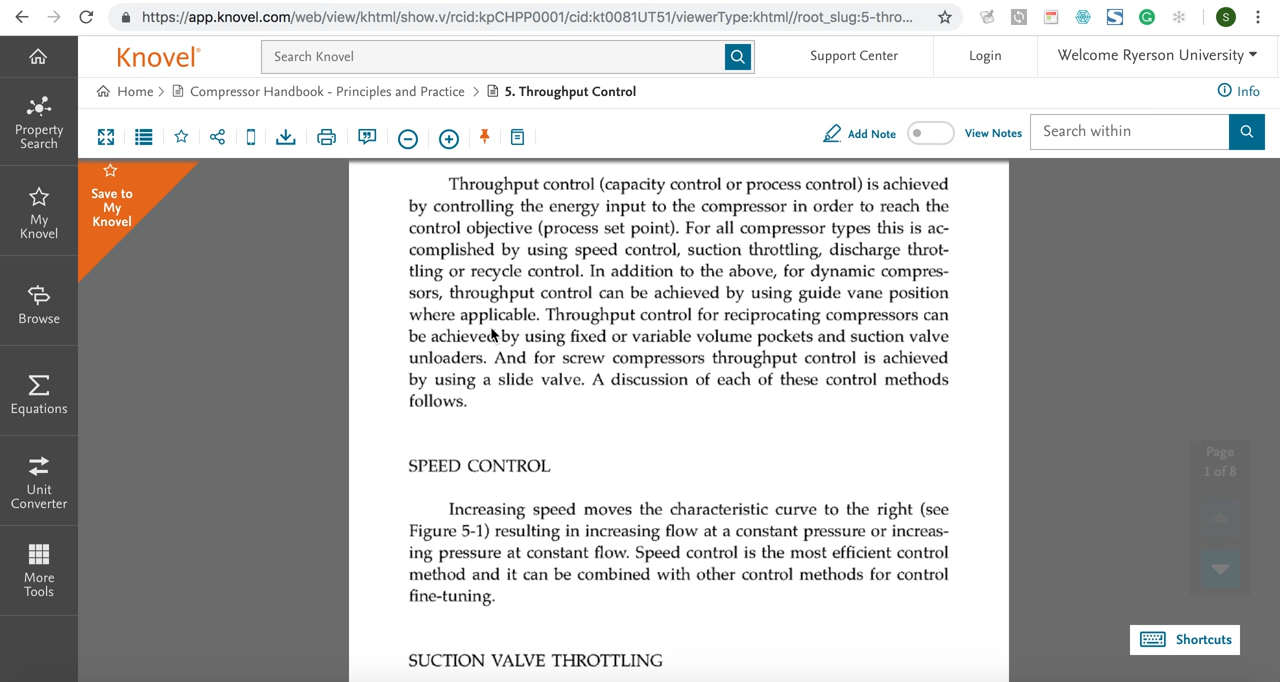 https://app.knovel.com/web/view/khtml/show.v/rcid:kpCHPP0001/cid:kt0081UT51/viewerType:khtml//root_slug:5-thro...
S
Knovel®
Search Knovel
Support Center
Login
Welcome Ryerson University
Home > Compressor Handbook - Principles and Practice > 5. Throughput Control
Info
Property
Search
My
Knovel
Browse
Equations
Unit
Converter
More
Tools
Add Note
View Notes
Search within
Save to
My
Knovel
Throughput control (capacity control or process control) is achieved
by controlling the energy input to the compressor in order to reach the
control objective (process set point). For all compressor types this is ac-
complished by using speed control, suction throttling, discharge throt-
tling or recycle control. In addition to the above, for dynamic compres-
sors, throughput control can be achieved by using guide vane position
where applicable. Throughput control for reciprocating compressors can
be achieved by using fixed or variable volume pockets and suction valve
unloaders. And for screw compressors throughput control is achieved
by using a slide valve. A discussion of each of these control methods
follows.
SPEED CONTROL
Increasing speed moves the characteristic curve to the right (see
Figure 5-1) resulting in increasing flow at a constant pressure or increas-
ing pressure at constant flow. Speed control is the most efficient control
method and it can be combined with other control methods for control
fine-tuning.
SUCTION VALVE THROTTLING
Page
1 of 8
Shortcuts